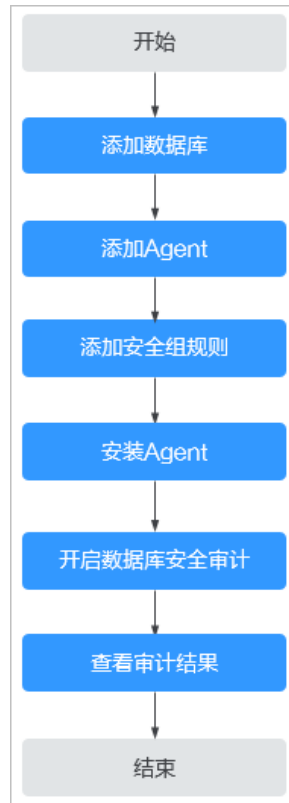 开始
添加数据库
添加Agent
添加安全组规则
安装Agent
开启数据库安全审计
查看审计结果
结束